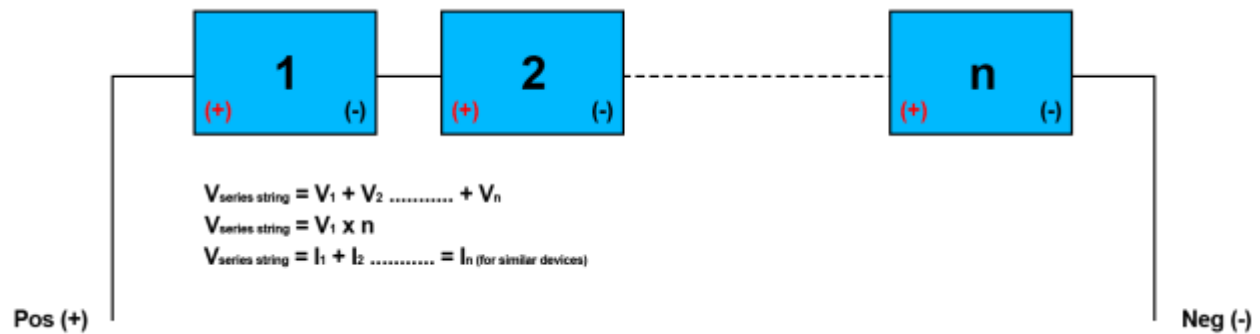 1 2 n
(+) (-) (+) (-) (+) (-)
Vseries string = V1 + V2 ........... + Vn
Vseries string = V1 x n
Vseries string = I1 + I2 ........... = In (for similar devices)
Pos (+) Neg (-)